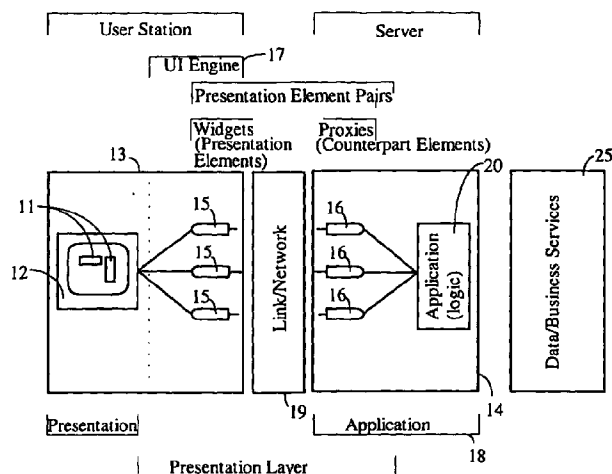 User Station
Server
17
UI Engine
Presentation Element Pairs
Widgets
(Presentation
Elements)
Proxies
(Counterpart Elements)
13
20
25
11
15
16
12
15
16
15
16
Link/Network
Application
(logic)
Data/Business Services
19
14
Presentation
Application
18
Presentation Layer